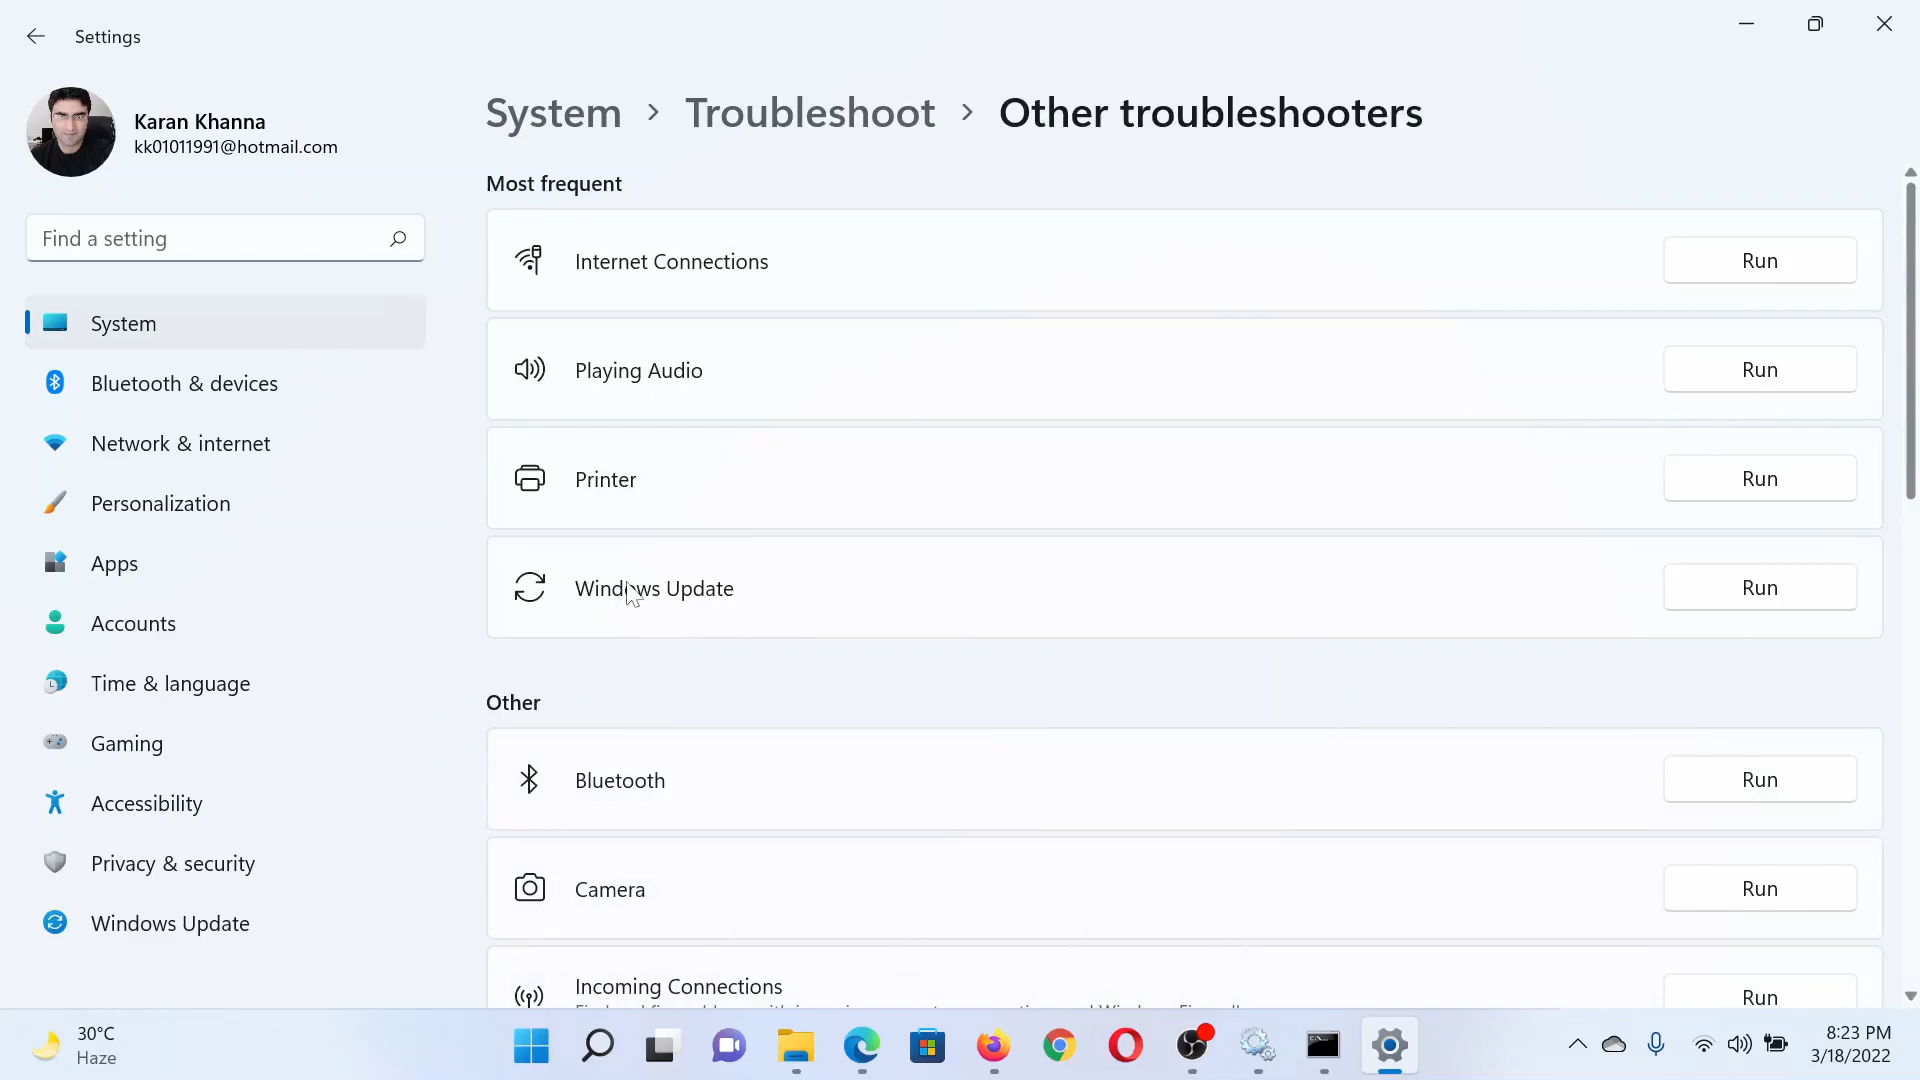 Settings
Karan Khanna
kk01011991@hotmail.com
Find a setting
System
Bluetooth & devices
Network & internet
Personalization
Apps
Accounts
Time & language
Gaming
Accessibility
Privacy & security
Windows Update
System > Troubleshoot > Other troubleshooters
Most frequent
Internet Connections Run
Playing Audio Run
Printer Run
Windows Update Run
Other
Bluetooth Run
Camera Run
Incoming Connections Run
30°C
Haze
8:23 PM
3/18/2022